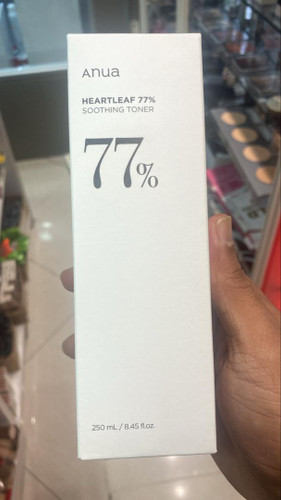 Anua
HEARTLEAF 77%
SOOTHING TONER
77%
250 mL / 8.45 fl.oz.